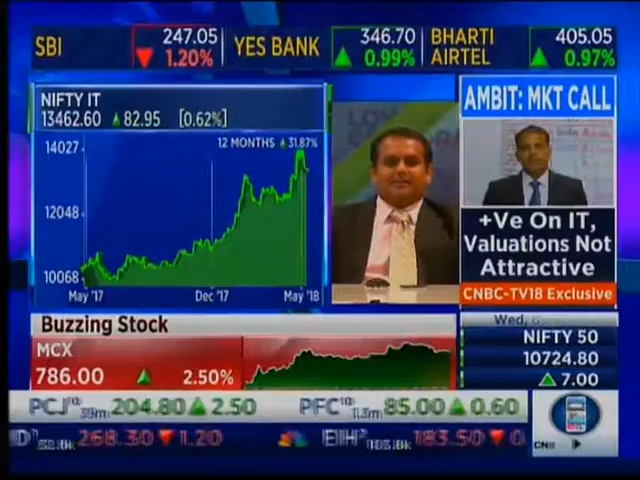 SBI
247.05
1.20%
YES BANK
346.70
0.99%
BHARTI
AIRTEL
405.05
0.97%
NIFTY IT
13462.60 82.95 [0.62%]
12 MONTHS 31.87%
14027
12048
10068
May '17 Dec '17 May '18
AMBIT: MKT CALL
+Ve On IT,
Valuations Not
Attractive
CNBC-TV18 Exclusive
Buzzing Stock
MCX
786.00 2.50%
Wed,
NIFTY 50
10724.80
7.00
PCJ 39m 204.80 2.50 PFC 11.3m 85.00 0.60
268.30 1.20 EIH 183.50